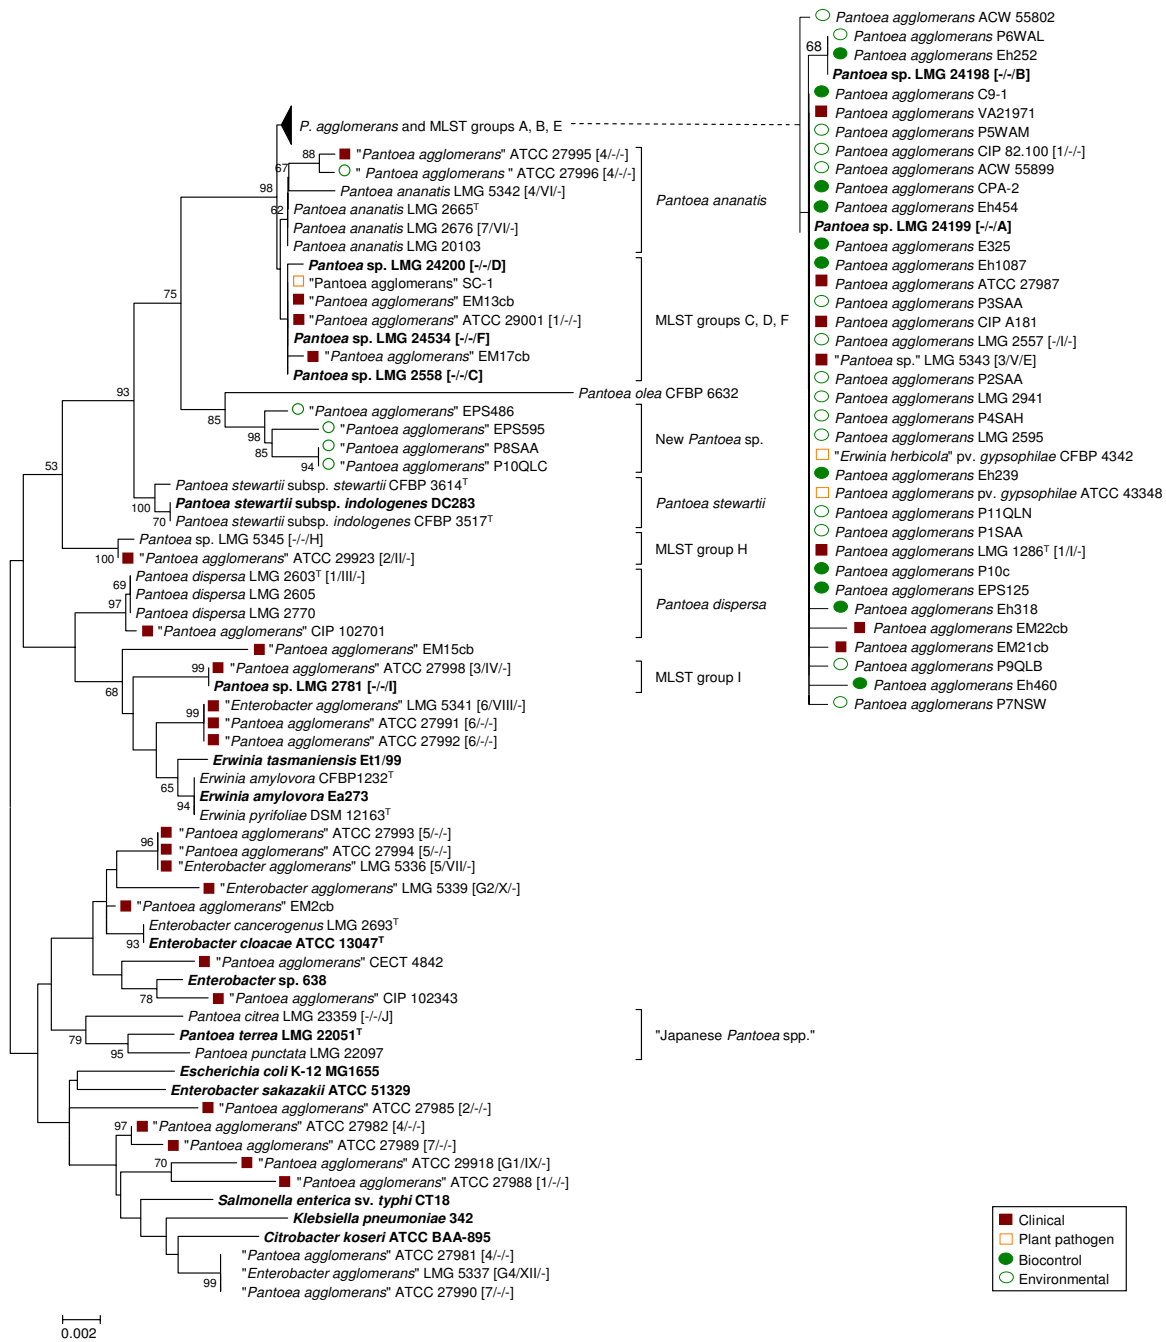 P. agglomerans and MLST groups A, B, E
88
"Pantoea agglomerans" ATCC 27995 [4/-/-]
67
" Pantoea agglomerans " ATCC 27996 [4/-/-]
98
Pantoea ananatis LMG 5342 [4/VI/-]
Pantoea ananatis
62
Pantoea ananatis LMG 2665T
Pantoea ananatis LMG 2676 [7/VI/-]
Pantoea ananatis LMG 20103
Pantoea sp. LMG 24200 [-/-/D]
"Pantoea agglomerans" SC-1
75
"Pantoea agglomerans" EM13cb
"Pantoea agglomerans" ATCC 29001 [1/-/-]
MLST groups C, D, F
Pantoea sp. LMG 24534 [-/-/F]
"Pantoea agglomerans" EM17cb
Pantoea sp. LMG 2558 [-/-/C]
93
Pantoea olea CFBP 6632
85
"Pantoea agglomerans" EPS486
98
"Pantoea agglomerans" EPS595
New Pantoea sp.
85
"Pantoea agglomerans" P8SAA
94
"Pantoea agglomerans" P10QLC
53
Pantoea stewartii subsp. stewartii CFBP 3614T
100
Pantoea stewartii subsp. indologenes DC283
Pantoea stewartii
70
Pantoea stewartii subsp. indologenes CFBP 3517T
Pantoea sp. LMG 5345 [-/-/H]
MLST group H
100
"Pantoea agglomerans" ATCC 29923 [2/II/-]
69
Pantoea dispersa LMG 2603T [1/III/-]
Pantoea dispersa LMG 2605
Pantoea dispersa
97
Pantoea dispersa LMG 2770
"Pantoea agglomerans" CIP 102701
"Pantoea agglomerans" EM15cb
99
"Pantoea agglomerans" ATCC 27998 [3/IV/-]
MLST group I
68
Pantoea sp. LMG 2781 [-/-/I]
"Enterobacter agglomerans" LMG 5341 [6/VIII/-]
99
"Pantoea agglomerans" ATCC 27991 [6/-/-]
"Pantoea agglomerans" ATCC 27992 [6/-/-]
Erwinia tasmaniensis Et1/99
65
Erwinia amylovora CFBP1232T
94
Erwinia amylovora Ea273
Erwinia pyrifoliae DSM 12163T
96
"Pantoea agglomerans" ATCC 27993 [5/-/-]
"Pantoea agglomerans" ATCC 27994 [5/-/-]
"Enterobacter agglomerans" LMG 5336 [5/VII/-]
"Enterobacter agglomerans" LMG 5339 [G2/X/-]
"Pantoea agglomerans" EM2cb
Enterobacter cancerogenus LMG 2693T
93
Enterobacter cloacae ATCC 13047T
"Pantoea agglomerans" CECT 4842
Enterobacter sp. 638
78
"Pantoea agglomerans" CIP 102343
Pantoea citrea LMG 23359 [-/-/J]
79
Pantoea terrea LMG 22051T
"Japanese Pantoea spp."
95
Pantoea punctata LMG 22097
Escherichia coli K-12 MG1655
Enterobacter sakazakii ATCC 51329
"Pantoea agglomerans" ATCC 27985 [2/-/-]
97
"Pantoea agglomerans" ATCC 27982 [4/-/-]
"Pantoea agglomerans" ATCC 27989 [7/-/-]
70
"Pantoea agglomerans" ATCC 29918 [G1/IX/-]
"Pantoea agglomerans" ATCC 27988 [1/-/-]
Salmonella enterica sv. typhi CT18
Klebsiella pneumoniae 342
Citrobacter koseri ATCC BAA-895
"Pantoea agglomerans" ATCC 27981 [4/-/-]
"Enterobacter agglomerans" LMG 5337 [G4/XII/-]
99
"Pantoea agglomerans" ATCC 27990 [7/-/-]
0.002
Pantoea agglomerans ACW 55802
Pantoea agglomerans P6WAL
68
Pantoea agglomerans Eh252
Pantoea sp. LMG 24198 [-/-/B]
Pantoea agglomerans C9-1
Pantoea agglomerans VA21971
Pantoea agglomerans P5WAM
Pantoea agglomerans CIP 82.100 [1/-/-]
Pantoea agglomerans ACW 55899
Pantoea agglomerans CPA-2
Pantoea agglomerans Eh454
Pantoea sp. LMG 24199 [-/-/A]
Pantoea agglomerans E325
Pantoea agglomerans Eh1087
Pantoea agglomerans ATCC 27987
Pantoea agglomerans P3SAA
Pantoea agglomerans CIP A181
Pantoea agglomerans LMG 2557 [-/I/-]
"Pantoea sp." LMG 5343 [3/V/E]
Pantoea agglomerans P2SAA
Pantoea agglomerans LMG 2941
Pantoea agglomerans P4SAH
Pantoea agglomerans LMG 2595
"Erwinia herbicola" pv. gypsophilae CFBP 4342
Pantoea agglomerans Eh239
Pantoea agglomerans pv. gypsophilae ATCC 43348
Pantoea agglomerans P11QLN
Pantoea agglomerans P1SAA
Pantoea agglomerans LMG 1286T [1/I/-]
Pantoea agglomerans P10c
Pantoea agglomerans EPS125
Pantoea agglomerans Eh318
Pantoea agglomerans EM22cb
Pantoea agglomerans EM21cb
Pantoea agglomerans P9QLB
Pantoea agglomerans Eh460
Pantoea agglomerans P7NSW
Clinical
Plant pathogen
Biocontrol
Environmental